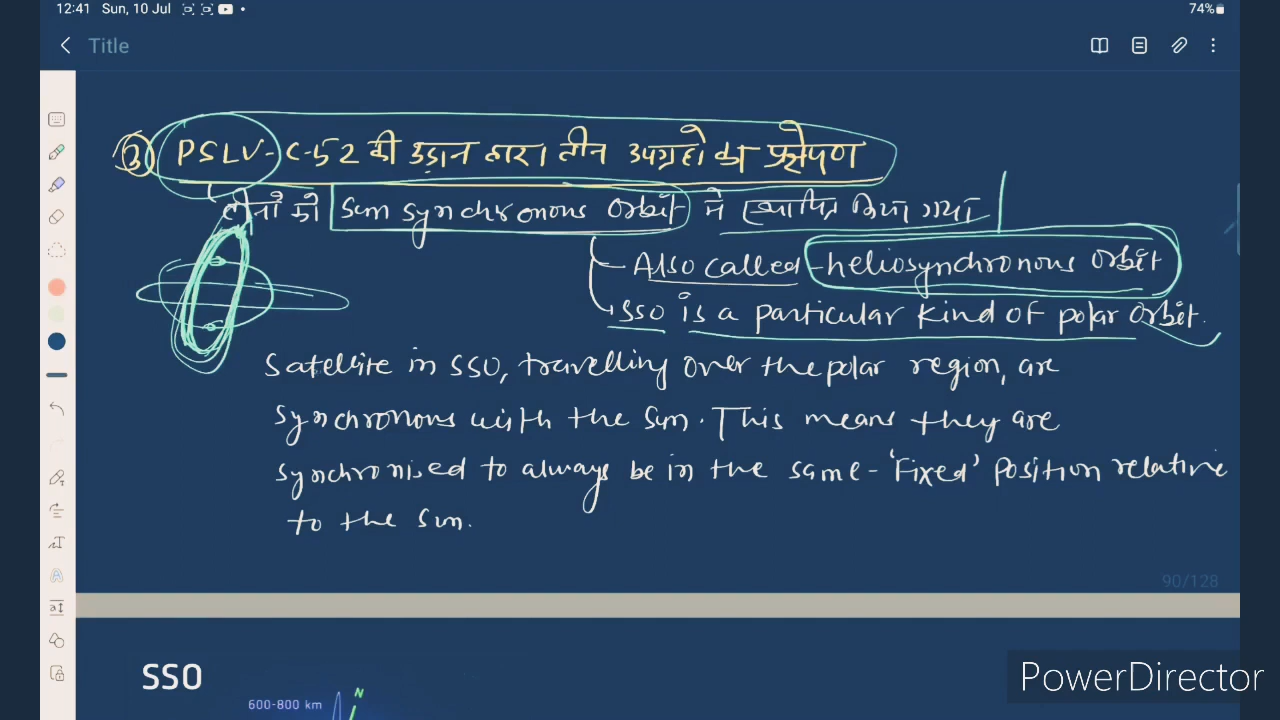 12:41 Sun, 10 Jul
74%
Title
③ PSLV-C-52 की उड़ान द्वारा तीन उपग्रहो का प्रक्षेपण
तीनो को Sun synchronous orbit मे स्थापित किया गया
Also called heliosynchronous orbit
SSO is a particular kind of polar orbit.
Satellite in SSO, travelling over the polar region, are
synchronous with the sun. This means they are
synchronised to always be in the same - 'Fixed' position relative
to the sun.
90/128
SSO
600-800 km
N
PowerDirector